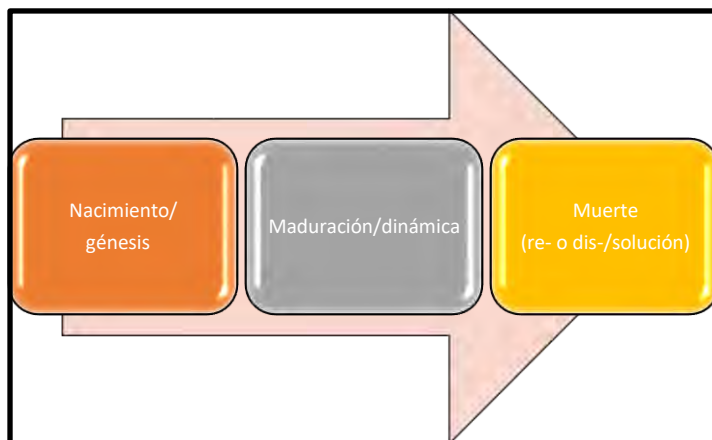 Nacimiento/
génesis
Maduración/dinámica
Muerte
(re- o dis-/solución)